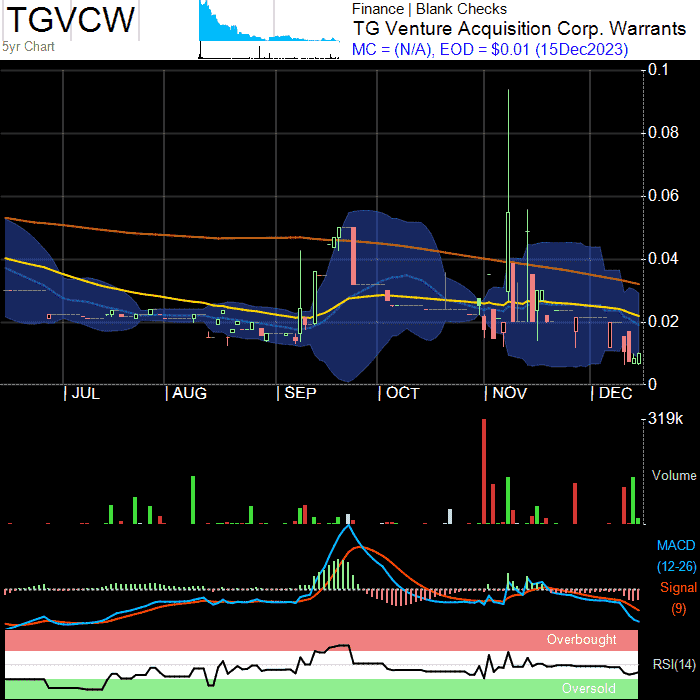 TGVCW
5yr Chart
Finance | Blank Checks
TG Venture Acquisition Corp. Warrants
MC = (N/A), EOD = $0.01 (15Dec2023)
0.1
0.08
0.06
0.04
0.02
0
JUL AUG SEP OCT NOV DEC
319k
Volume
MACD
(12-26)
Signal
(9)
Overbought
RSI(14)
Oversold